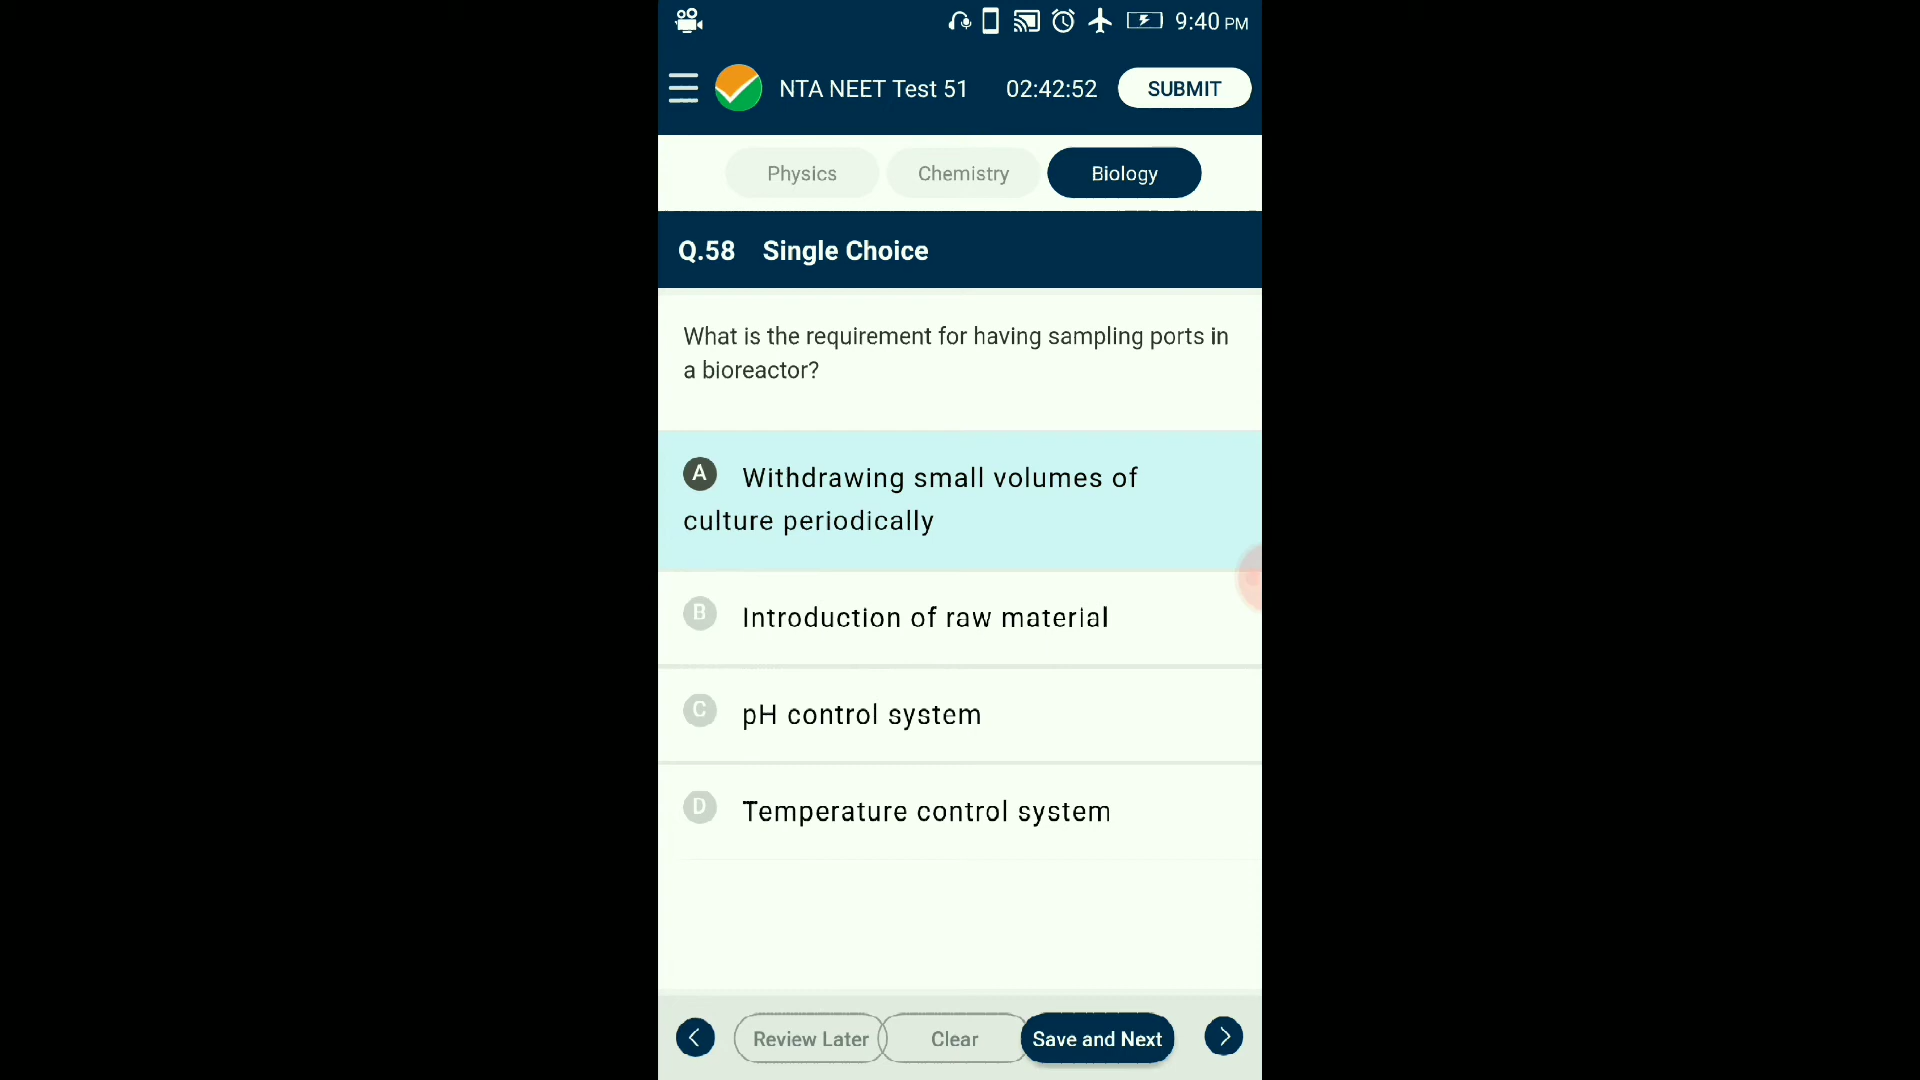 9:40 PM
NTA NEET Test 51 02:42:52 SUBMIT
Physics Chemistry Biology
Q.58 Single Choice
What is the requirement for having sampling ports in
a bioreactor?
A Withdrawing small volumes of
culture periodically
B Introduction of raw material
C pH control system
D Temperature control system
Review Later Clear Save and Next